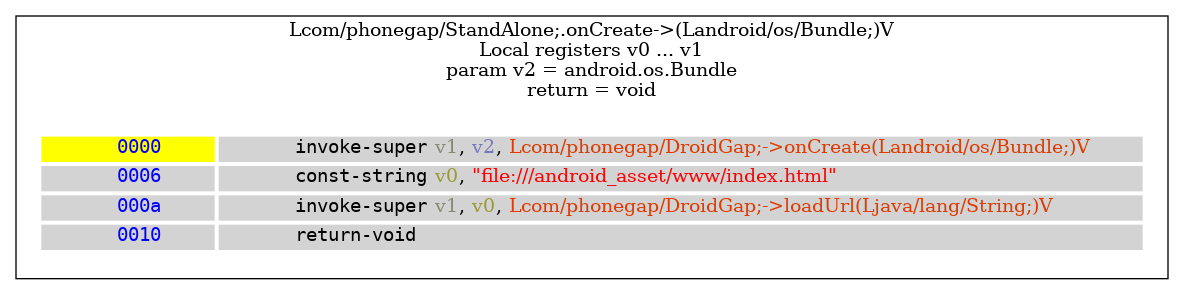 Lcom/phonegap/StandAlone;.onCreate->(Landroid/os/Bundle;)V
Local registers v0 ... v1
param v2 = android.os.Bundle
return = void
0000 invoke-super v1, v2, Lcom/phonegap/DroidGap;->onCreate(Landroid/os/Bundle;)V
0006 const-string v0, "file:///android_asset/www/index.html"
000a invoke-super v1, v0, Lcom/phonegap/DroidGap;->loadUrl(Ljava/lang/String;)V
0010 return-void